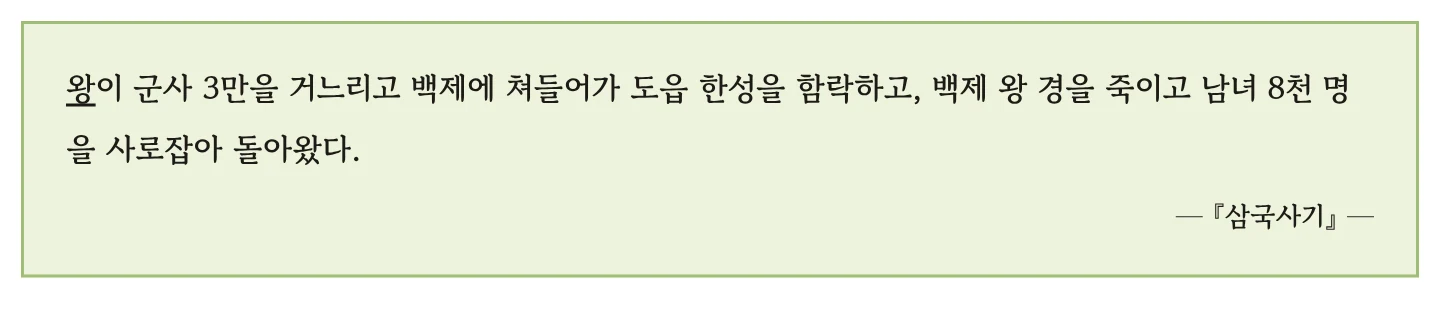 왕이 군사 3만을 거느리고 백제에 쳐들어가 도읍 한성을 함락하고, 백제 왕 경을 죽이고 남녀 8천 명
을 사로잡아 돌아왔다.
— 『삼국사기』 —